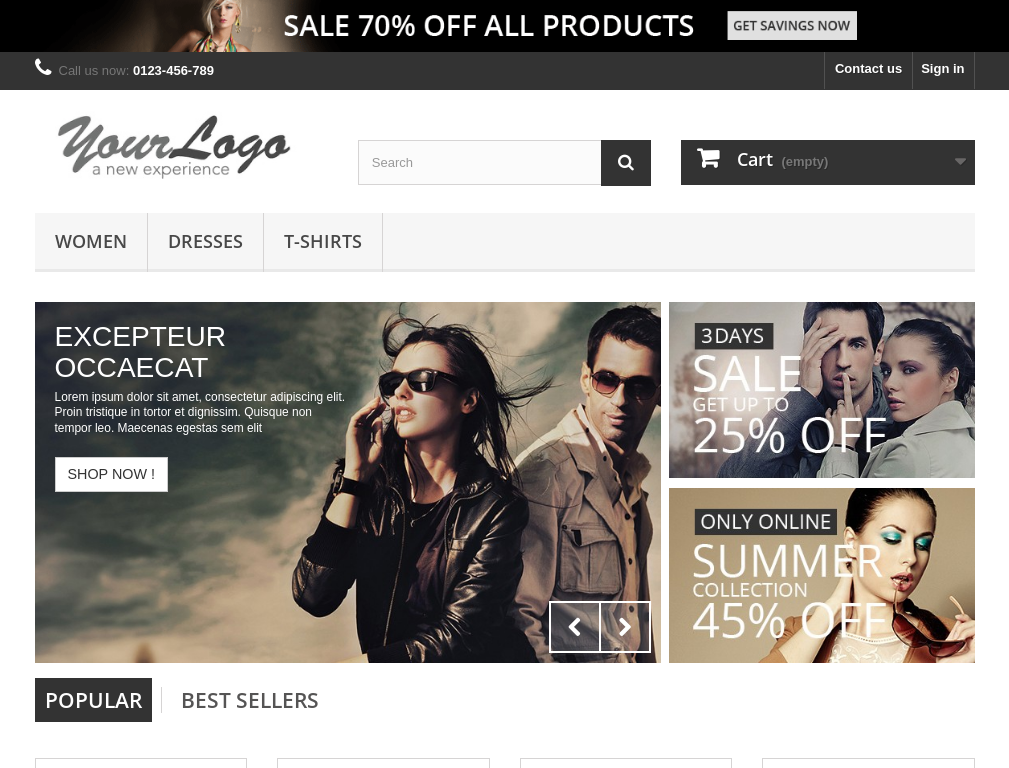 SALE 70% OFF ALL PRODUCTS
GET SAVINGS NOW
Call us now: 0123-456-789
Contact us
Sign in
YourLogo
a new experience
Search
Cart (empty)
WOMEN
DRESSES
T-SHIRTS
EXCEPTEUR
OCCAECAT
Lorem ipsum dolor sit amet, consectetur adipiscing elit.
Proin tristique in tortor et dignissim. Quisque non
tempor leo. Maecenas egestas sem elit
SHOP NOW !
3 DAYS
SALE
GET UP TO
25% OFF
ONLY ONLINE
SUMMER
COLLECTION
45% OFF
POPULAR
BEST SELLERS